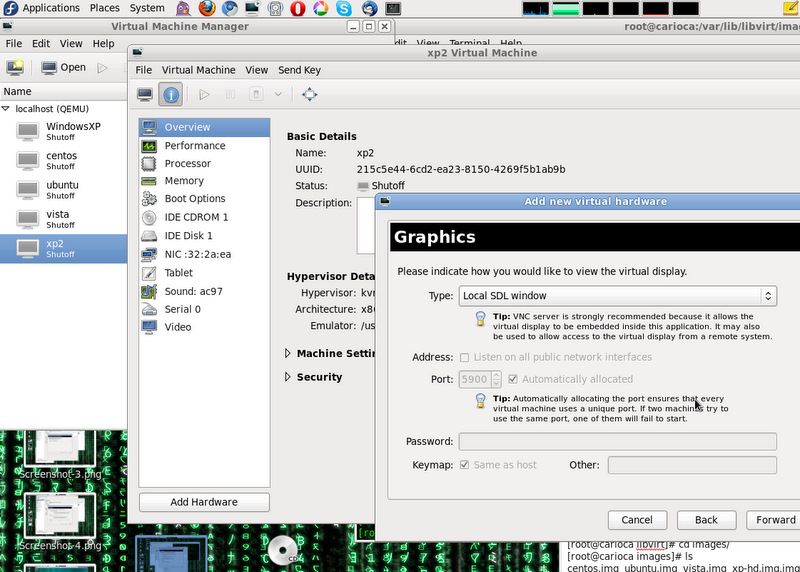 Applications Places System
Virtual Machine Manager
root@carioca:/var/lib/libvirt/imag
File Edit View Help
dit View Terminal Help
Open
Name
localhost (QEMU)
WindowsXP
Shutoff
centos
Shutoff
ubuntu
Shutoff
vista
Shutoff
xp2
Shutoff
xp2 Virtual Machine
File Virtual Machine View Send Key
Overview
Performance
Processor
Memory
Boot Options
IDE CDROM 1
IDE Disk 1
NIC :32:2a:ea
Tablet
Sound: ac97
Serial 0
Video
Add Hardware
Basic Details
Name: xp2
UUID: 215c5e44-6cd2-ea23-8150-4269f5b1ab9b
Status: Shutoff
Description:
Hypervisor Deta
Hypervisor: kvm
Architecture: x8
Emulator: /us
Machine Settin
Security
Add new virtual hardware
Graphics
Please indicate how you would like to view the virtual display.
Type: Local SDL window
Tip: VNC server is strongly recommended because it allows the
virtual display to be embedded inside this application. It may also
be used to allow access to the virtual display from a remote system.
Address: Listen on all public network interfaces
Port: 5900 Automatically allocated
Tip: Automatically allocating the port ensures that every
virtual machine uses a unique port. If two machines try to
use the same port, one of them will fail to start.
Password:
Keymap: Same as host Other:
Cancel Back Forward
Screenshot-3.png
Screenshot-4.png
[ro
[root@carioca libvirt]# cd images/
[root@carioca images]# ls
centos.img ubuntu.img vista.img xp-hd.img